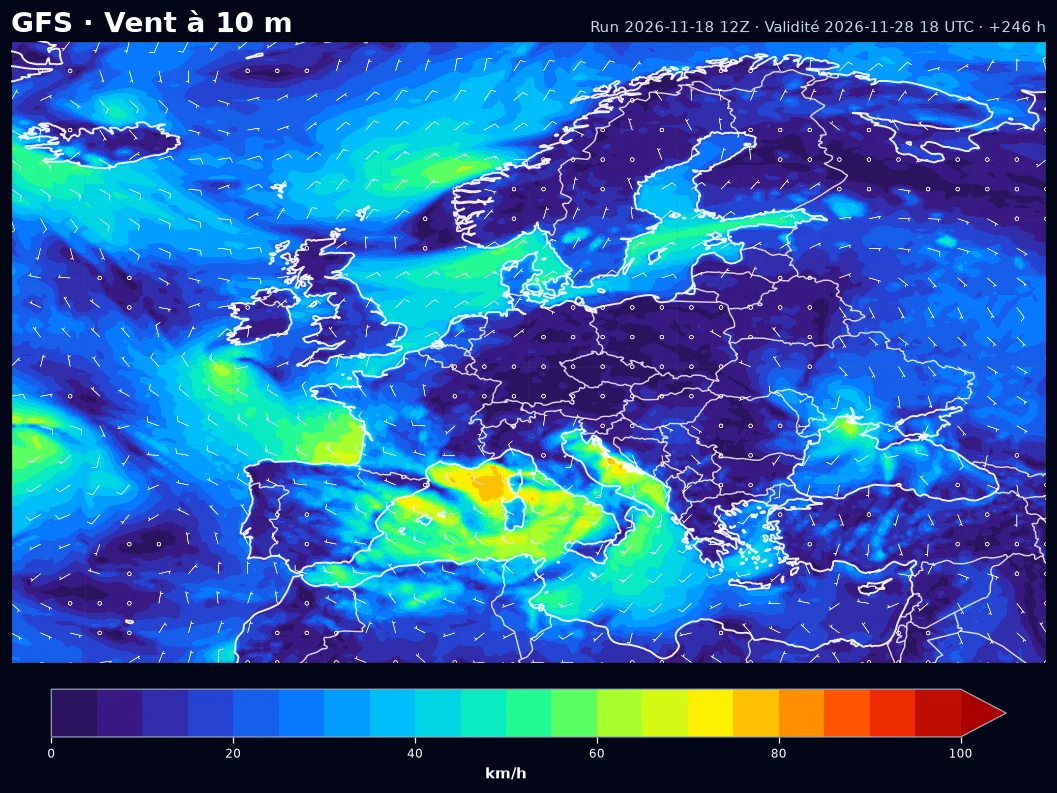 GFS · Vent à 10 m
Run 2026-11-18 12Z · Validité 2026-11-28 18 UTC · +246 h
0 20 40 60 80 100
km/h